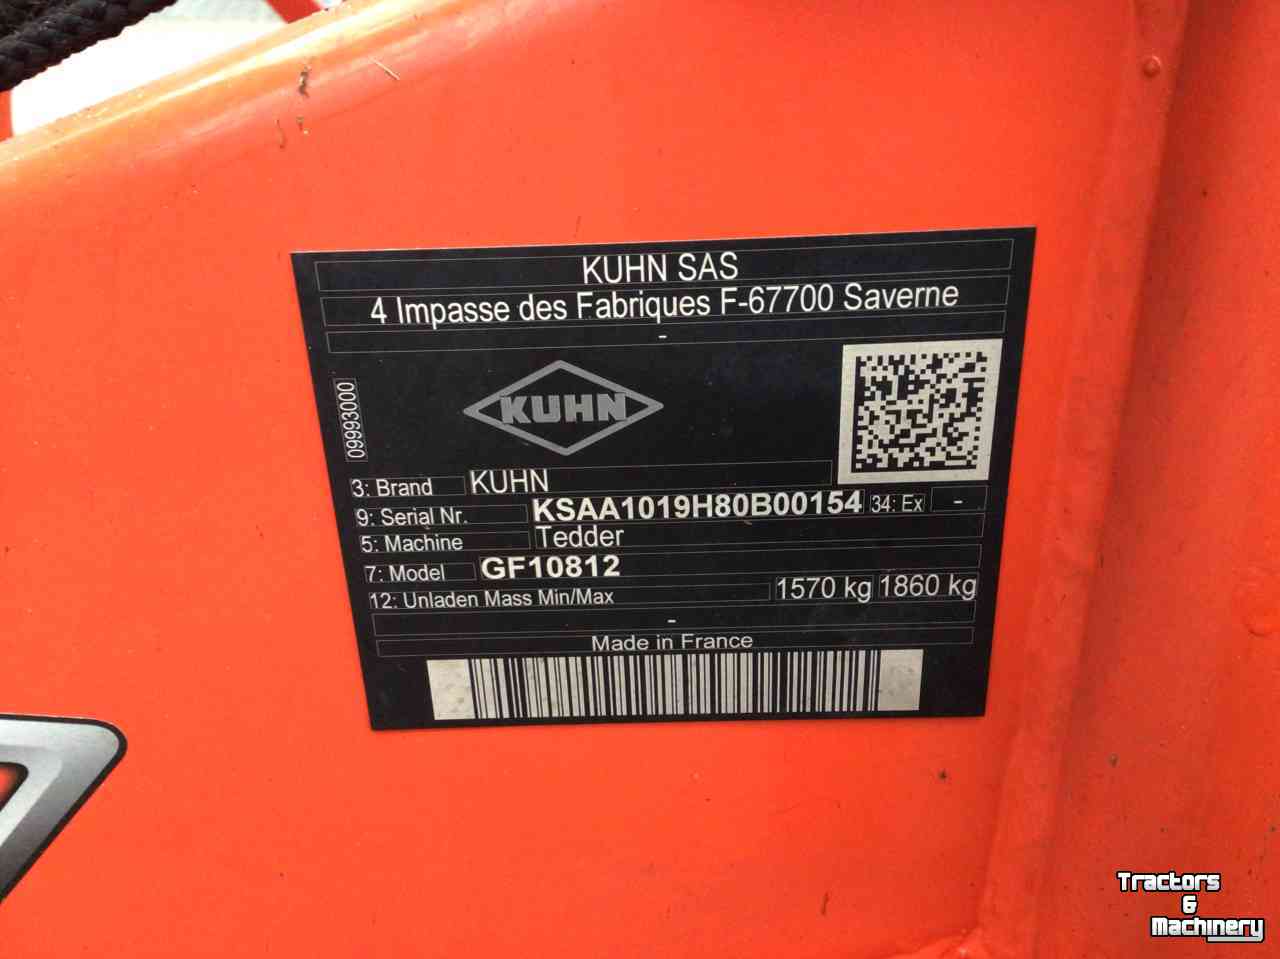 KUHN SAS
4 Impasse des Fabriques F-67700 Saverne
-
09993000
KUHN
3: Brand KUHN
9: Serial Nr. KSAA1019H80B00154 34: Ex -
5: Machine Tedder
7: Model GF10812
12: Unladen Mass Min/Max 1570 kg 1860 kg
-
Made in France
Tractors
&
Machinery